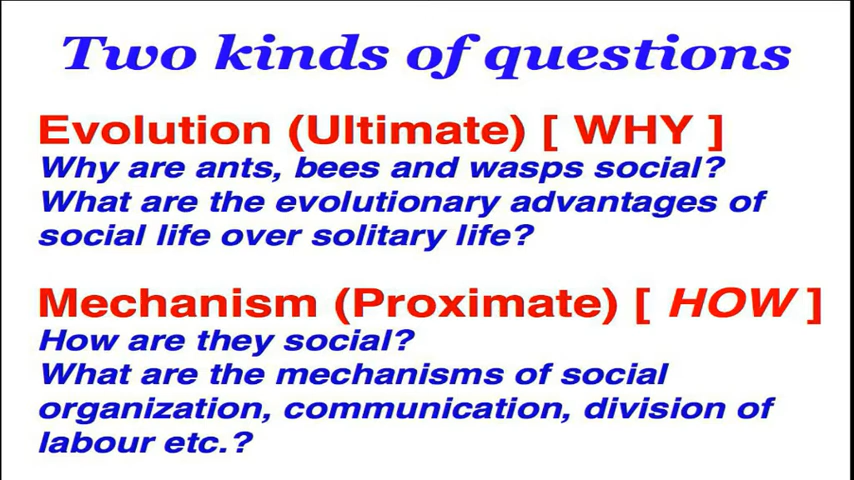 Two kinds of questions
Evolution (Ultimate) [ WHY ]
Why are ants, bees and wasps social?
What are the evolutionary advantages of
social life over solitary life?
Mechanism (Proximate) [ HOW ]
How are they social?
What are the mechanisms of social
organization, communication, division of
labour etc.?